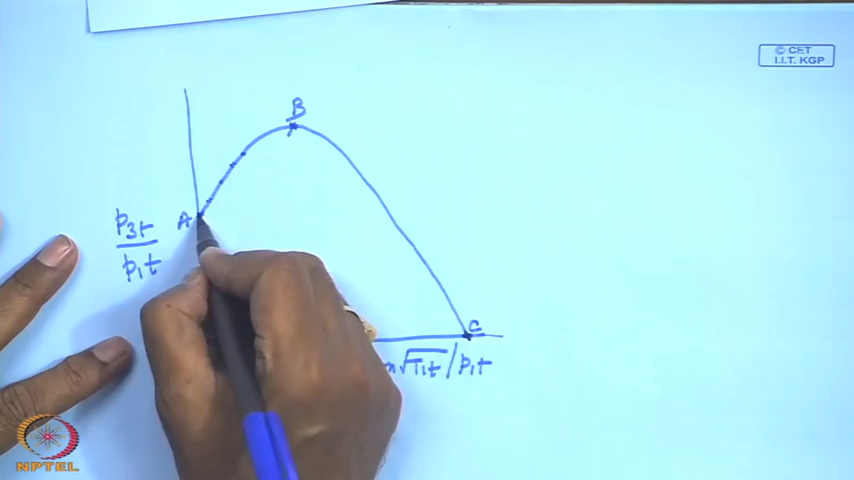 © CET
I.I.T. KGP
B
A
p3t
p1t
C
m√T1t/p1t
NPTEL